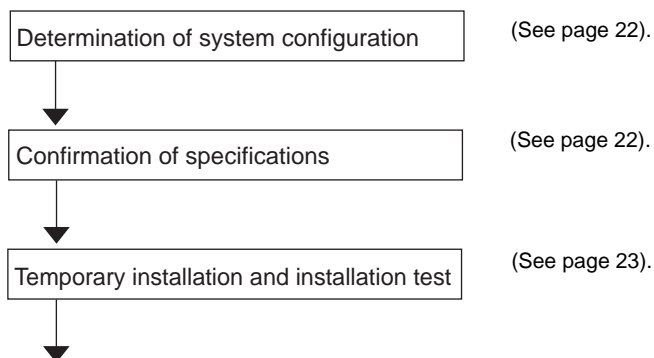 Determination of system configuration (See page 22).
Confirmation of specifications (See page 22).
Temporary installation and installation test (See page 23).